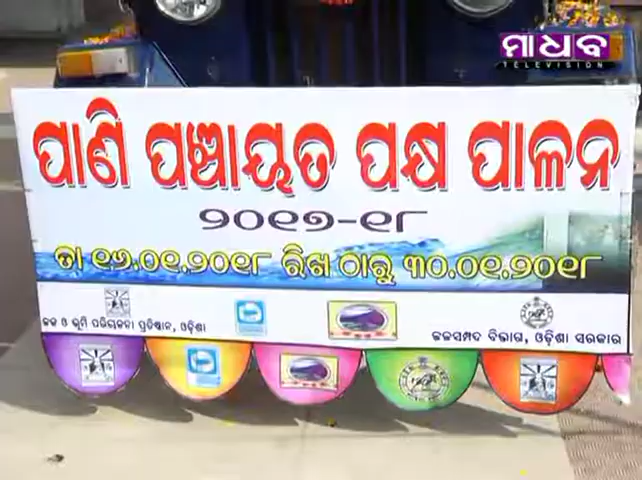 ମାଧବ
TELEVISION
ପାଣି ପଞ୍ଚାୟତ ପକ୍ଷ ପାଳନ
୨୦୧୭-୧୮
ତା ୧୬.୦୧.୨୦୧୮ ରିଖ ଠାରୁ ୩୦.୦୧.୨୦୧୮
ଜଳ ଓ ଭୂମି ପରିଚାଳନା ପ୍ରତିଷ୍ଠାନ, ଓଡ଼ିଶା
ଜଳସମ୍ପଦ ବିଭାଗ, ଓଡ଼ିଶା ସରକାର